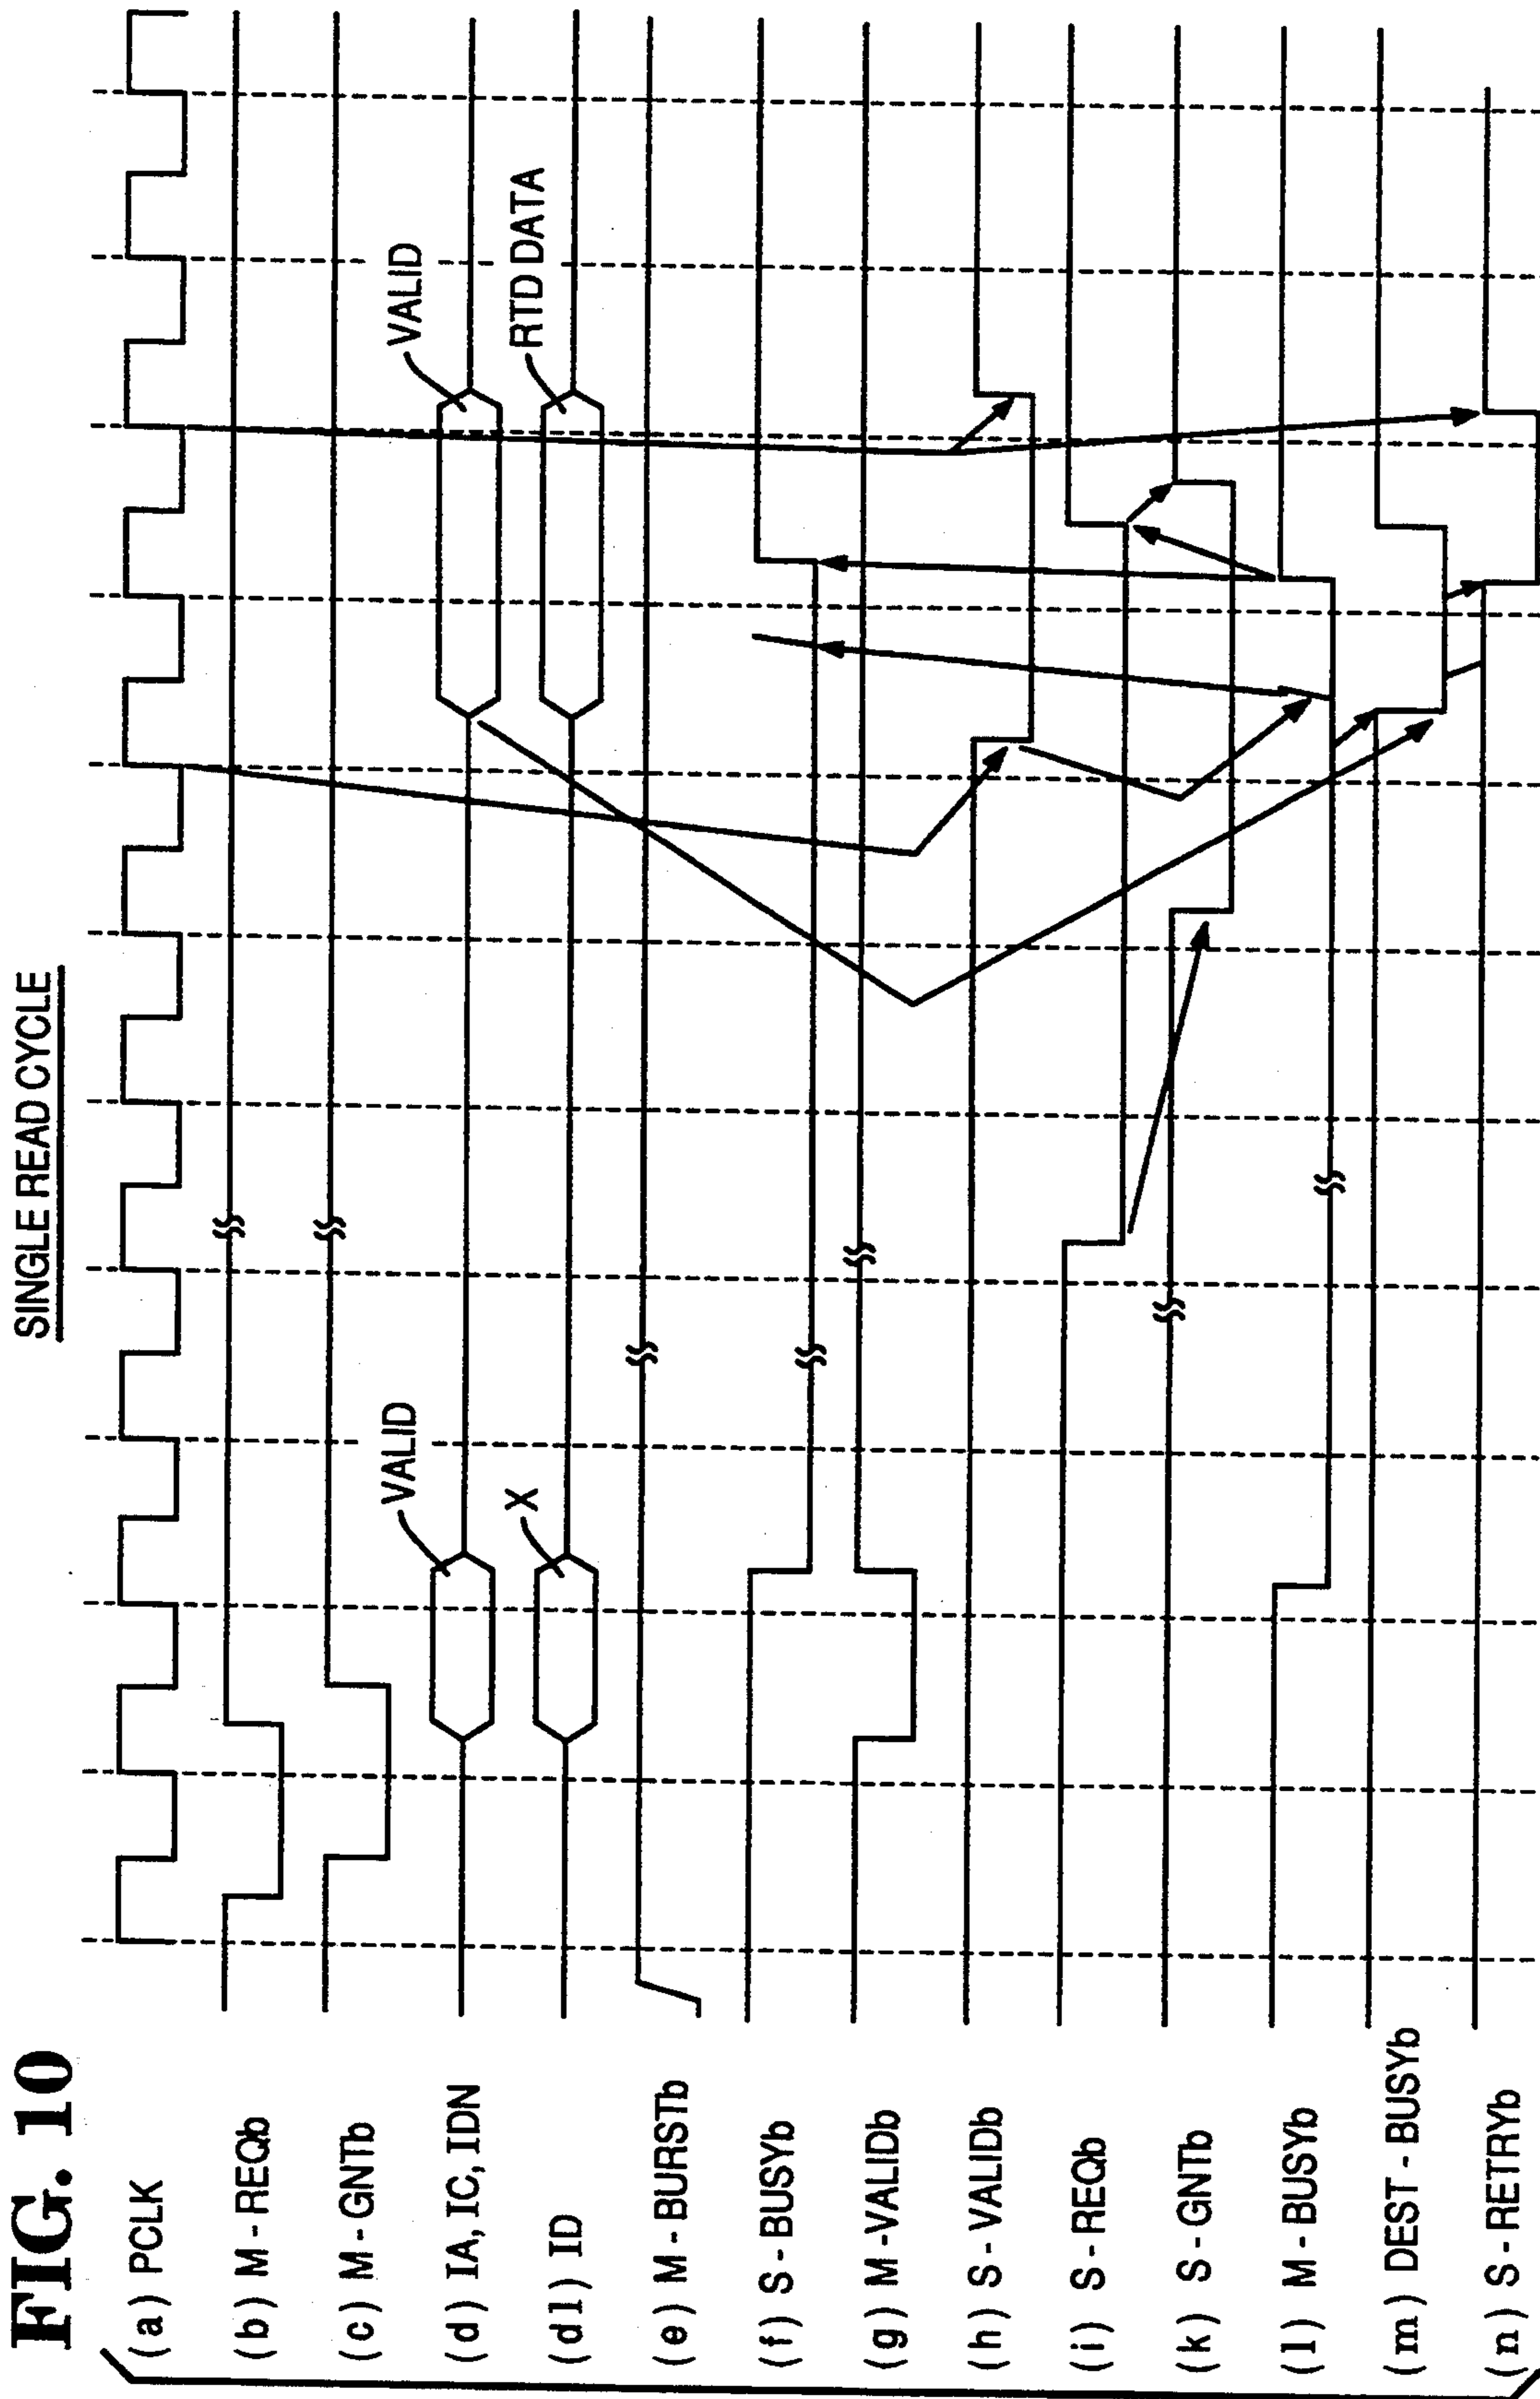 FIG. 10
SINGLE READ CYCLE
(a) PCLK
(b) M-REQb
(c) M-GNTb
(d) IA, IC, IDN
VALID
VALID
(d1) ID
X
RTD DATA
(e) M-BURSTb
(f) S-BUSYb
(g) M-VALIDb
(h) S-VALIDb
(i) S-REQb
(k) S-GNTb
(l) M-BUSYb
(m) DEST-BUSYb
(n) S-RETRYb